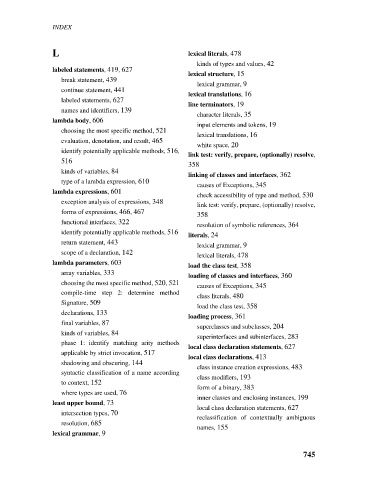 INDEX
L
labeled statements, 419, 627
break statement, 439
continue statement, 441
labeled statements, 627
names and identifiers, 139
lambda body, 606
choosing the most specific method, 521
evaluation, denotation, and result, 465
identify potentially applicable methods, 516,
516
kinds of variables, 84
type of a lambda expression, 610
lambda expressions, 601
exception analysis of expressions, 348
forms of expressions, 466, 467
functional interfaces, 322
identify potentially applicable methods, 516
return statement, 443
scope of a declaration, 142
lambda parameters, 603
array variables, 333
choosing the most specific method, 520, 521
compile-time step 2: determine method
Signature, 509
declarations, 133
final variables, 87
kinds of variables, 84
phase 1: identify matching arity methods
applicable by strict invocation, 517
shadowing and obscuring, 144
syntactic classification of a name according
to context, 152
where types are used, 76
least upper bound, 73
intersection types, 70
resolution, 685
lexical grammar, 9
lexical literals, 478
kinds of types and values, 42
lexical structure, 15
lexical grammar, 9
lexical translations, 16
line terminators, 19
character literals, 35
input elements and tokens, 19
lexical translations, 16
white space, 20
link test: verify, prepare, (optionally) resolve,
358
linking of classes and interfaces, 362
causes of Exceptions, 345
check accessibility of type and method, 530
link test: verify, prepare, (optionally) resolve,
358
resolution of symbolic references, 364
literals, 24
lexical grammar, 9
lexical literals, 478
load the class test, 358
loading of classes and interfaces, 360
causes of Exceptions, 345
class literals, 480
load the class test, 358
loading process, 361
superclasses and subclasses, 204
superinterfaces and subinterfaces, 283
local class declaration statements, 627
local class declarations, 413
class instance creation expressions, 483
class modifiers, 193
form of a binary, 383
inner classes and enclosing instances, 199
local class declaration statements, 627
reclassification of contextually ambiguous
names, 155
745